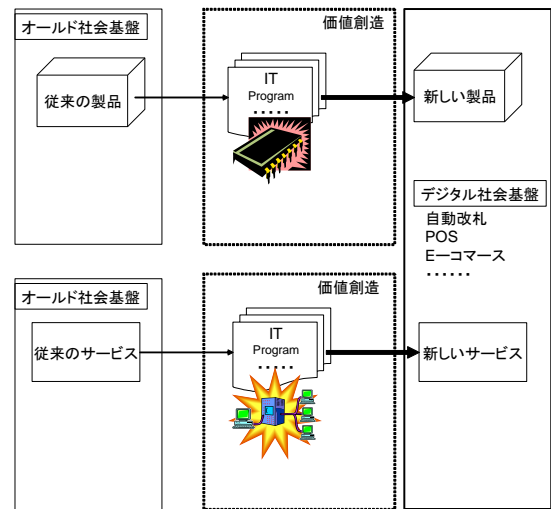 オールド社会基盤
従来の製品
価値創造
IT
Program
・・・・・
新しい製品
デジタル社会基盤
自動改札
POS
Eーコマース
・・・・・・
オールド社会基盤
従来のサービス
価値創造
IT
Program
・・・・・
新しいサービス